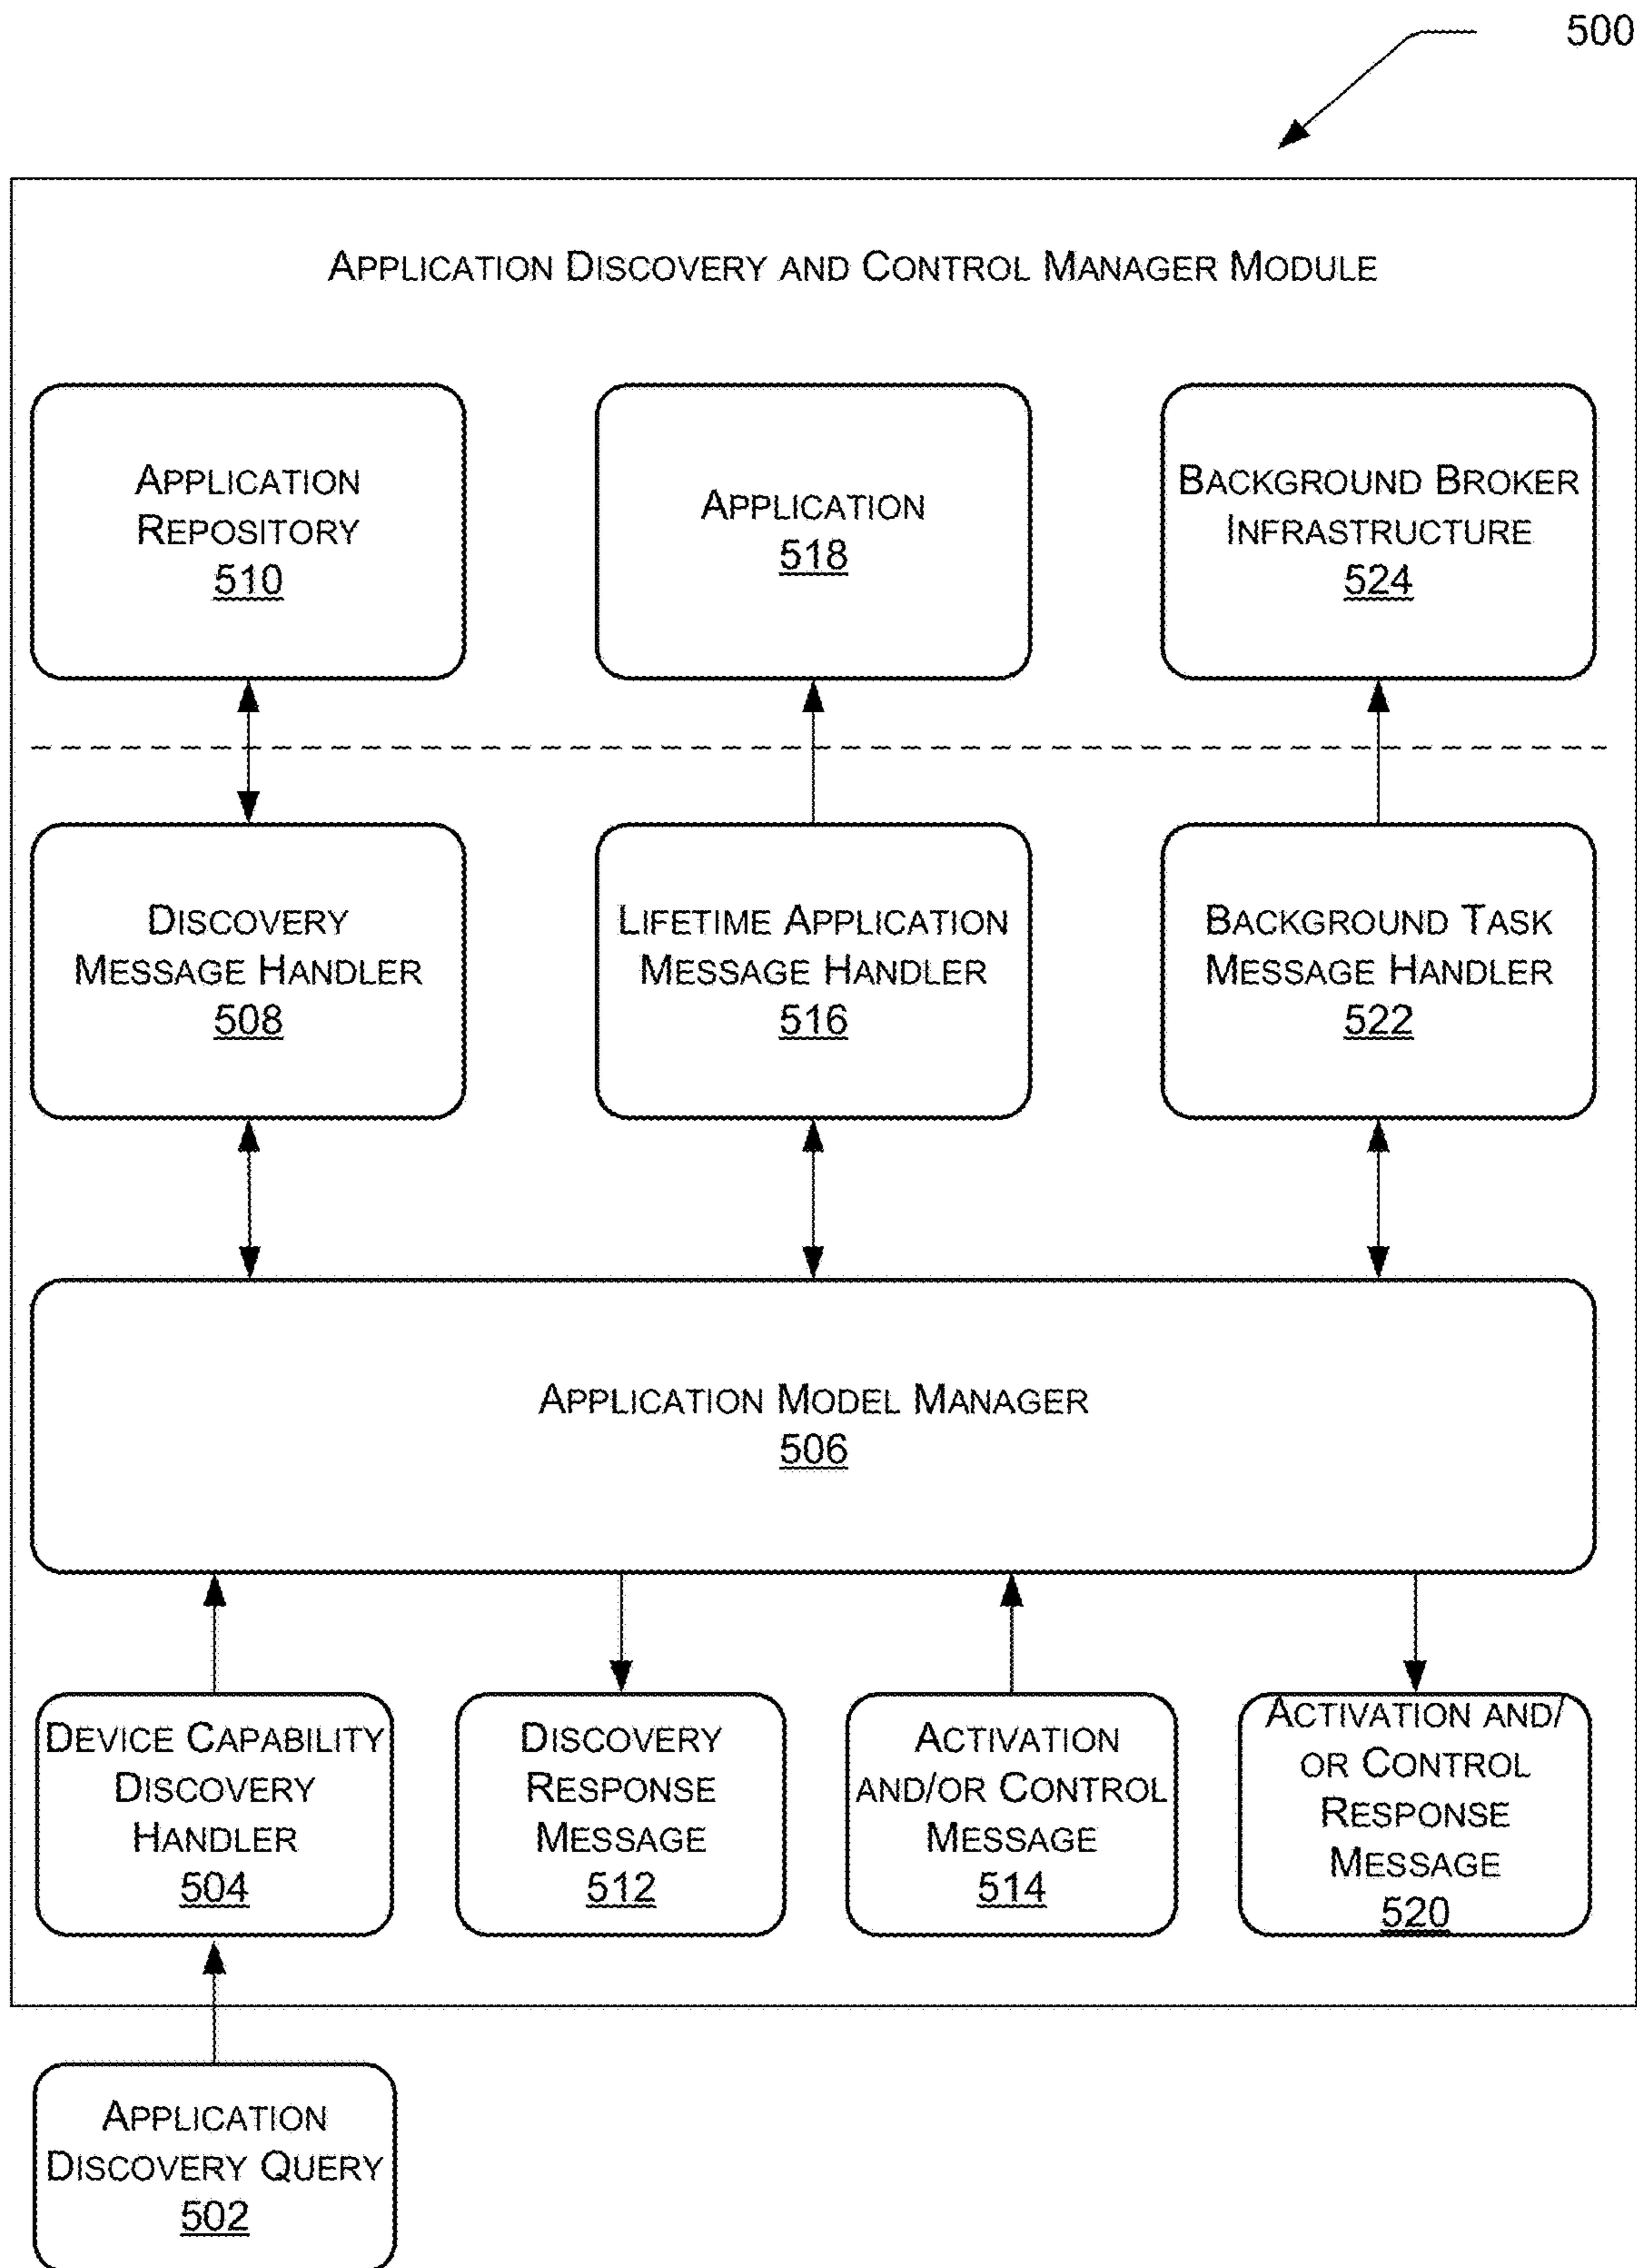 500
APPLICATION DISCOVERY AND CONTROL MANAGER MODULE
APPLICATION
REPOSITORY
510
APPLICATION
518
BACKGROUND BROKER
INFRASTRUCTURE
524
DISCOVERY
MESSAGE HANDLER
508
LIFETIME APPLICATION
MESSAGE HANDLER
516
BACKGROUND TASK
MESSAGE HANDLER
522
APPLICATION MODEL MANAGER
506
DEVICE CAPABILITY
DISCOVERY
HANDLER
504
DISCOVERY
RESPONSE
MESSAGE
512
ACTIVATION
AND/OR CONTROL
MESSAGE
514
ACTIVATION AND/
OR CONTROL
RESPONSE
MESSAGE
520
APPLICATION
DISCOVERY QUERY
502